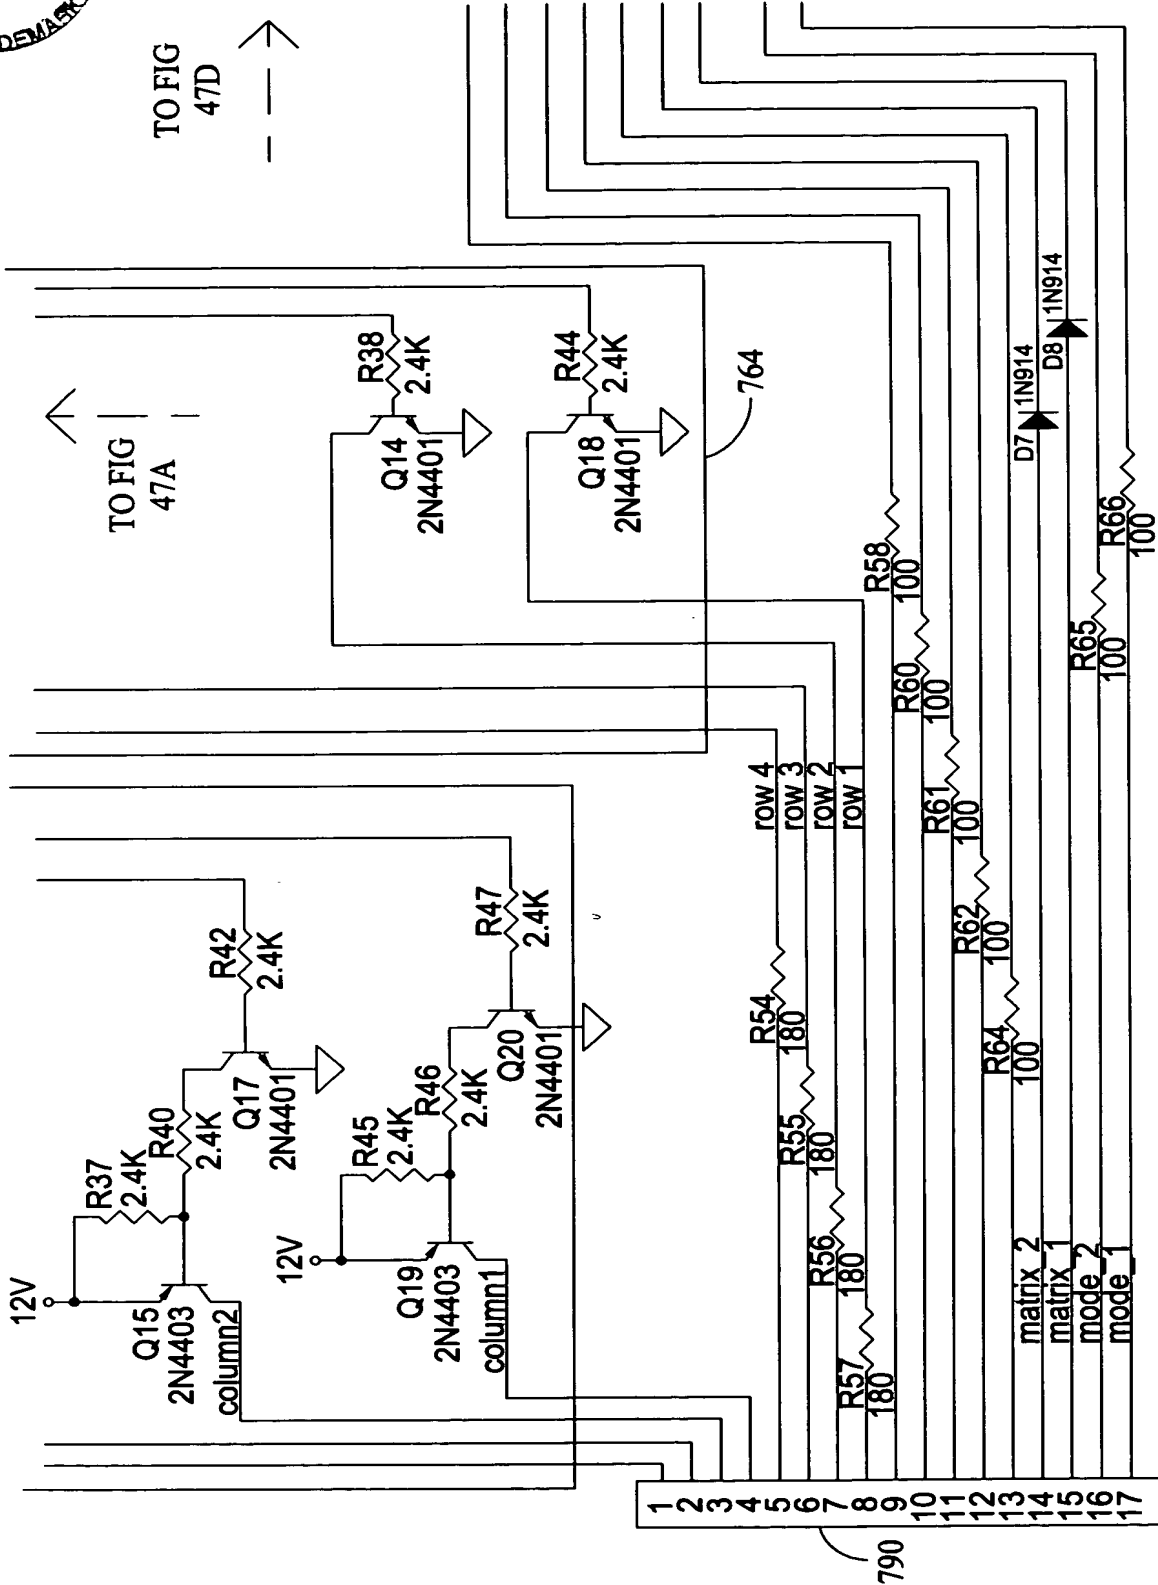 DEMARK
TO FIG
47D
TO FIG
47A
R38
2.4K
Q14
2N4401
R44
2.4K
Q18
2N4401
764
12V
R37
2.4K
R40
2.4K
R42
2.4K
Q15
2N4403
column2
Q17
2N4401
12V
R45
2.4K
R46
2.4K
R47
2.4K
Q19
2N4403
column1
Q20
2N4401
row 4
row 3
row 2
row 1
R54
180
R55
180
R56
180
R57
180
R58
100
R60
100
R61
100
R62
100
R64
100
D7
1N914
D8
1N914
R65
100
R66
100
matrix_2
matrix_1
mode_2
mode_1
1
2
3
4
5
6
7
8
9
10
11
12
13
14
15
16
17
790